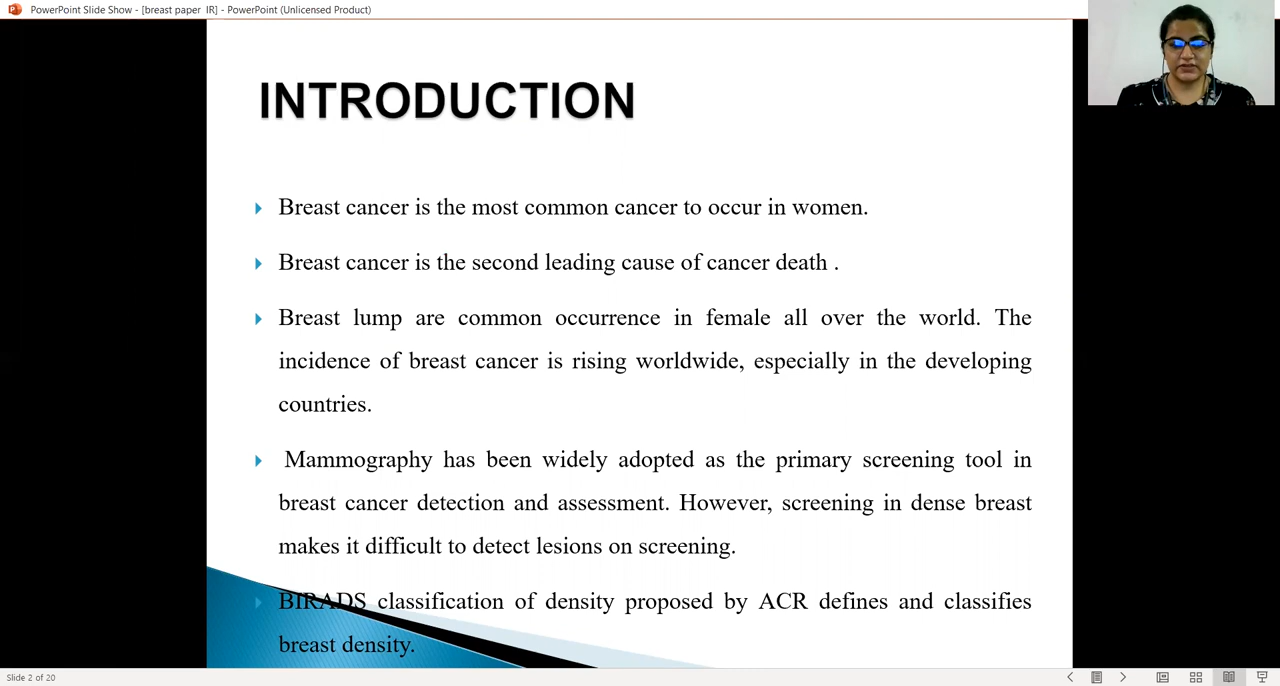 PowerPoint Slide Show - [breast paper IR] - PowerPoint (Unlicensed Product)
INTRODUCTION
Breast cancer is the most common cancer to occur in women.
Breast cancer is the second leading cause of cancer death .
Breast lump are common occurrence in female all over the world. The
incidence of breast cancer is rising worldwide, especially in the developing
countries.
Mammography has been widely adopted as the primary screening tool in
breast cancer detection and assessment. However, screening in dense breast
makes it difficult to detect lesions on screening.
BIRADS classification of density proposed by ACR defines and classifies
breast density.
Slide 2 of 20